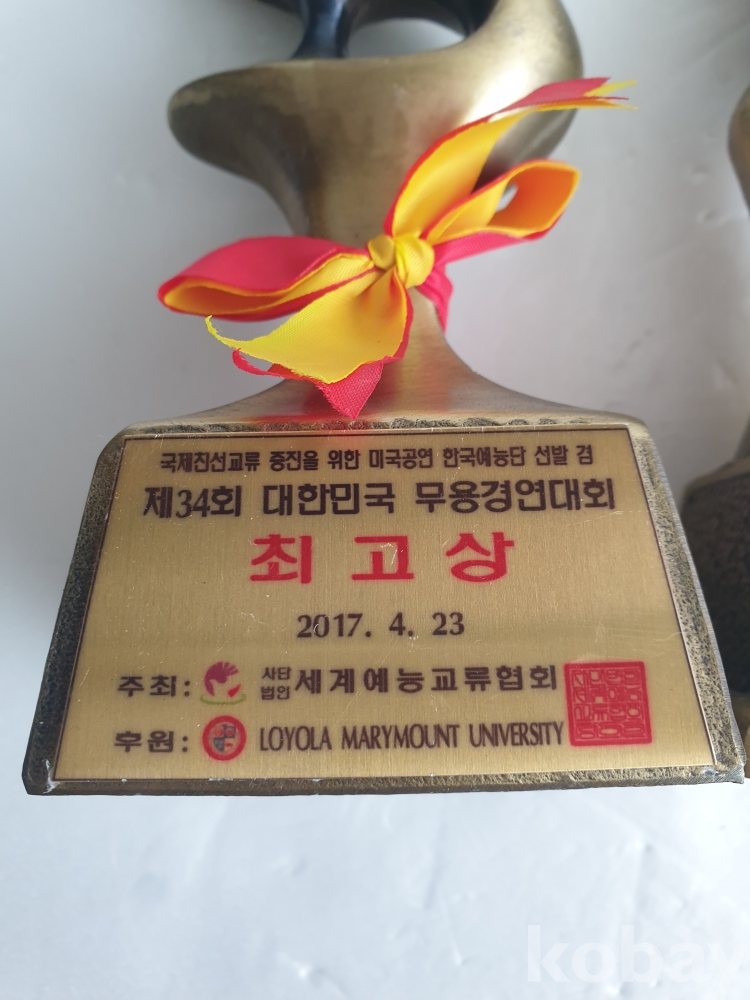 국제친선교류 증진을 위한 미국공연 한국예능단 선발 겸
제34회 대한민국 무용경연대회
최고상
2017. 4. 23
주최: 사단법인 세계예능교류협회
후원: LOYOLA MARYMOUNT UNIVERSITY
kobay